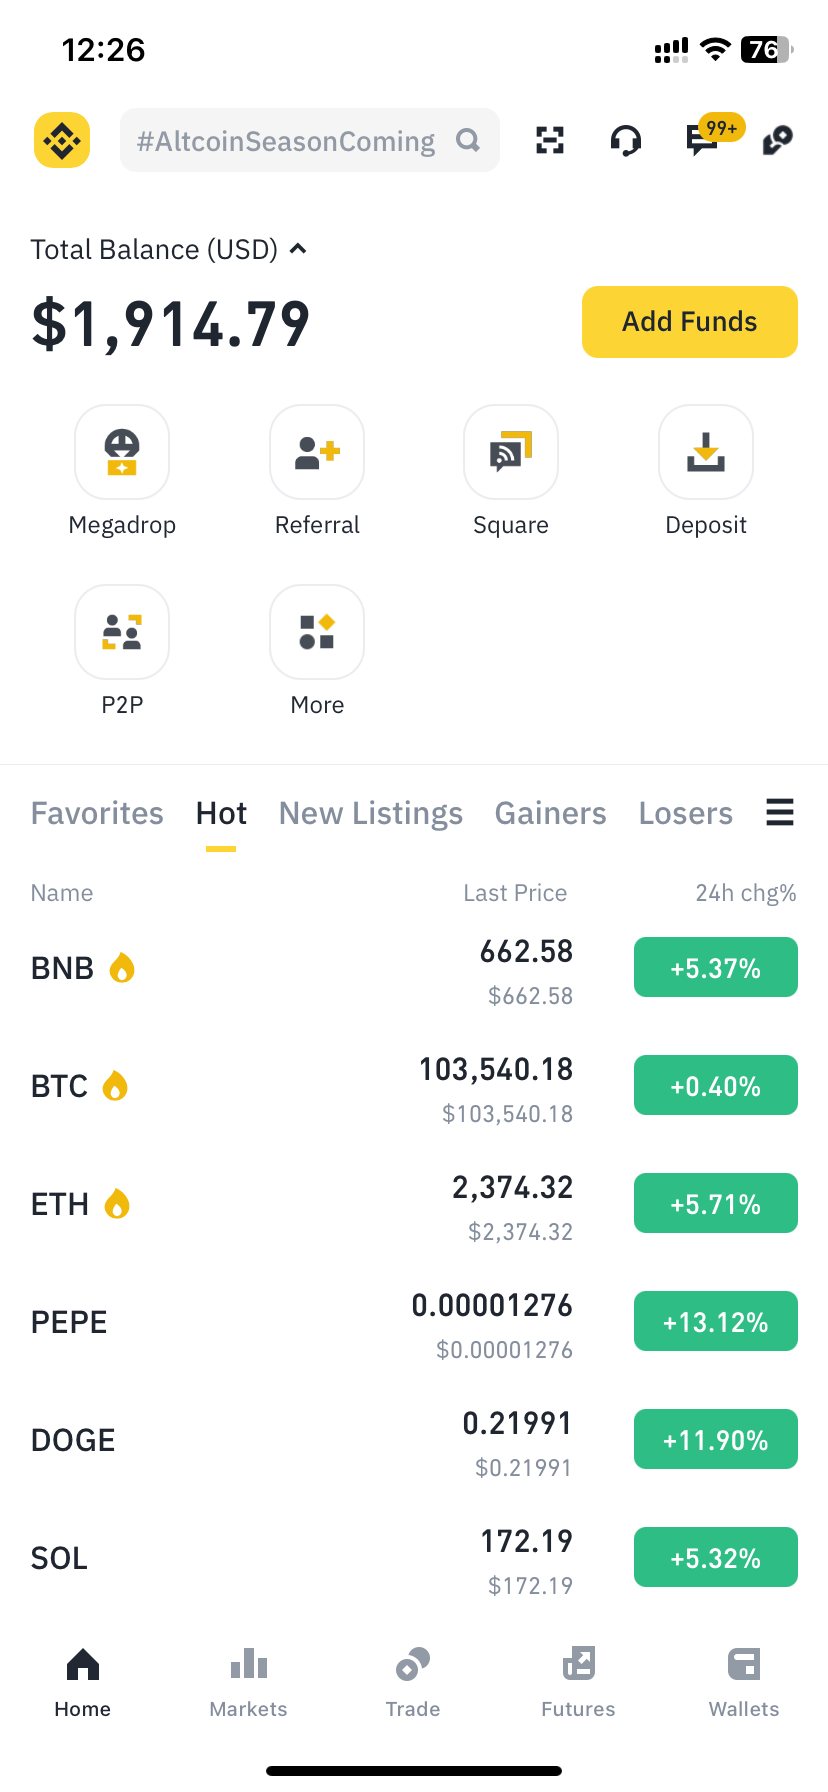 12:26
76
#AltcoinSeasonComing
99+
Total Balance (USD)
$1,914.79
Add Funds
Megadrop Referral Square Deposit
P2P More
Favorites Hot New Listings Gainers Losers
Name Last Price 24h chg%
BNB 662.58 +5.37%
$662.58
BTC 103,540.18 +0.40%
$103,540.18
ETH 2,374.32 +5.71%
$2,374.32
PEPE 0.00001276 +13.12%
$0.00001276
DOGE 0.21991 +11.90%
$0.21991
SOL 172.19 +5.32%
$172.19
Home Markets Trade Futures Wallets